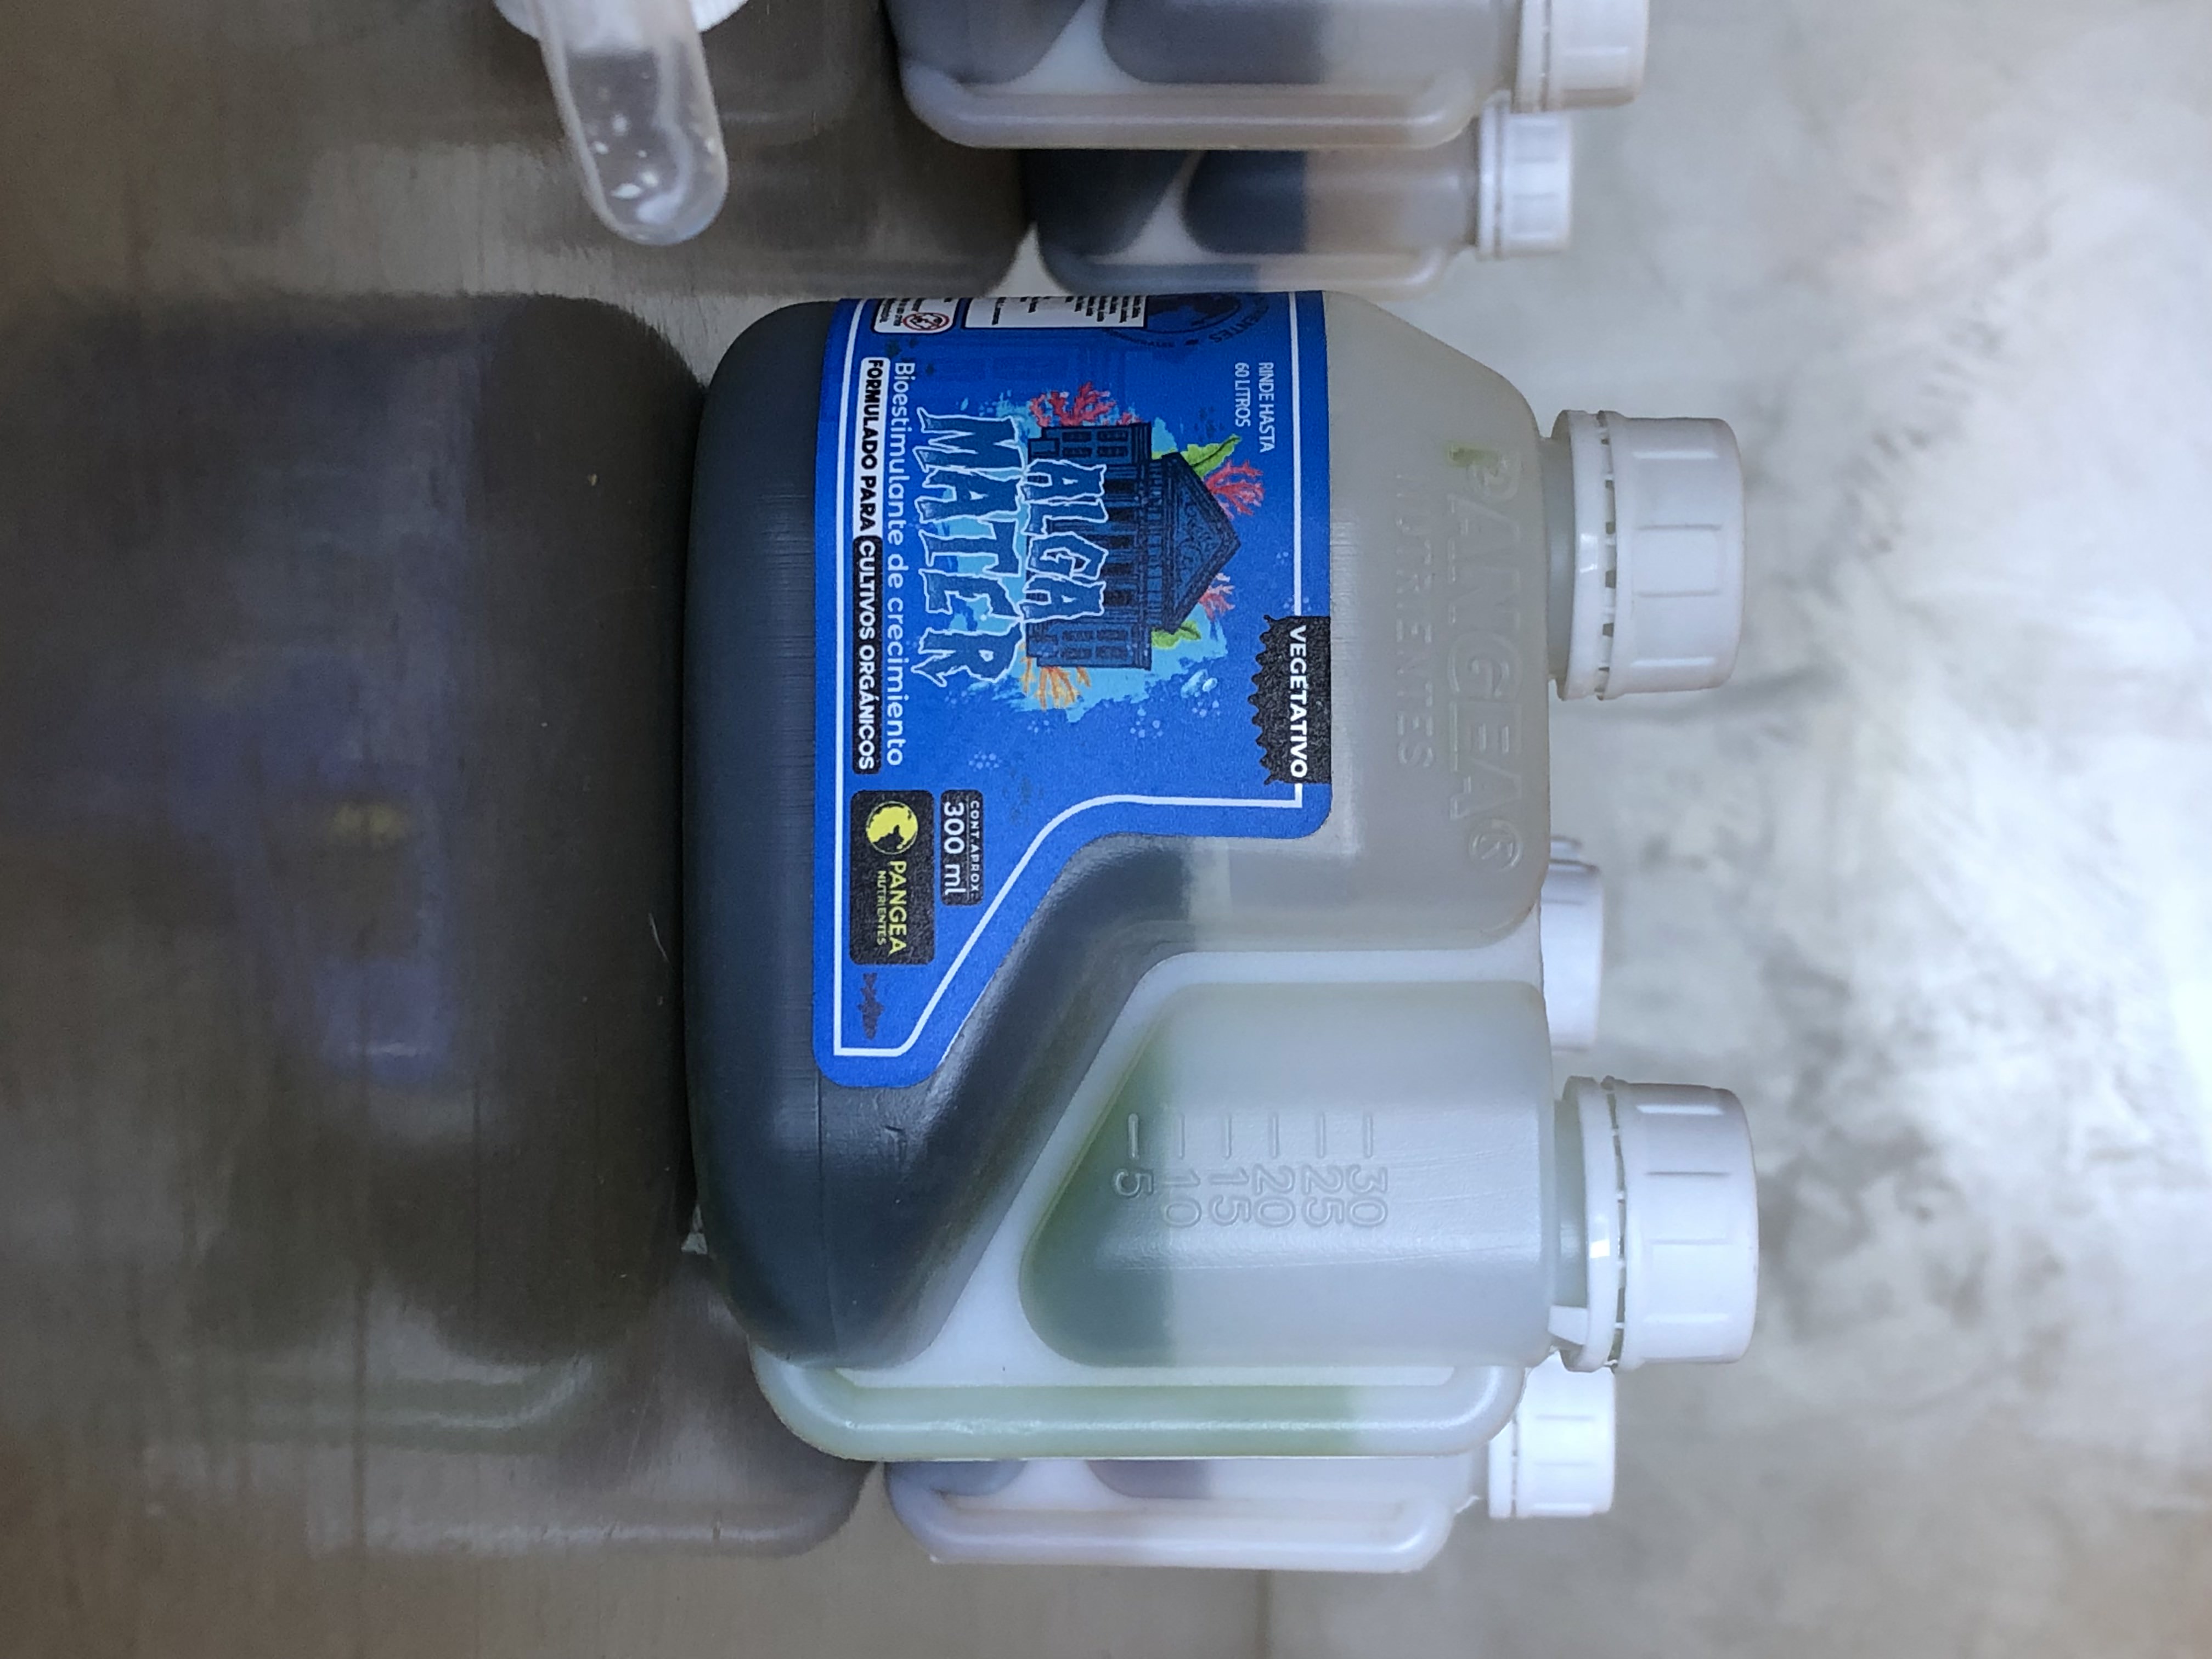 PANGEA®
NUTRIENTES
30
25
20
15
10
5
VEGETATIVO
RINDE HASTA
60 LITROS
ALGA
MATER
Bioestimulante de crecimiento
FORMULADO PARA CULTIVOS ORGÁNICOS
CONT.APROX:
300 ml
PANGEA
NUTRIENTES